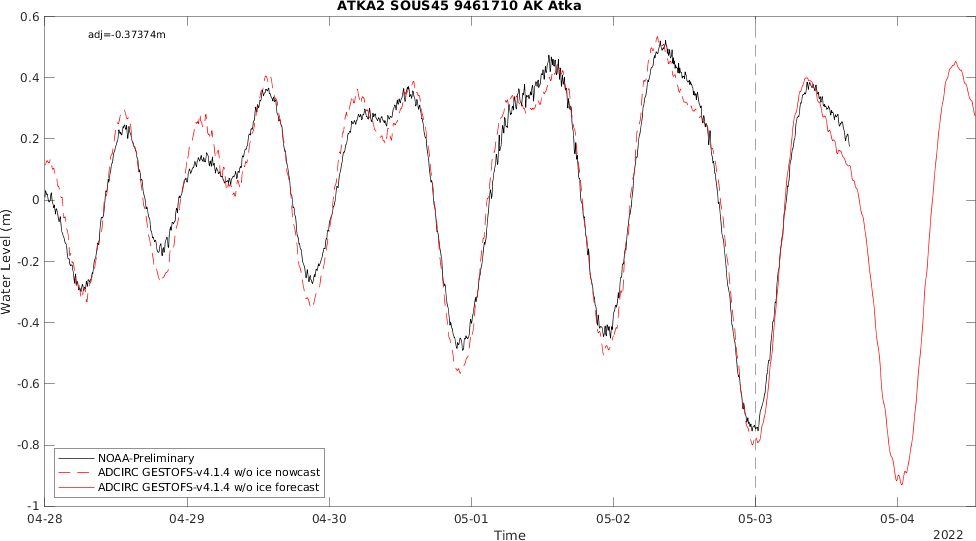 ATKA2 SOUS45 9461710 AK Atka
adj=-0.37374m
0.6
0.4
0.2
0
-0.2
-0.4
-0.6
-0.8
-1
Water Level (m)
NOAA-Preliminary
ADCIRC GESTOFS-v4.1.4 w/o ice nowcast
ADCIRC GESTOFS-v4.1.4 w/o ice forecast
04-28 04-29 04-30 05-01 05-02 05-03 05-04
Time
2022